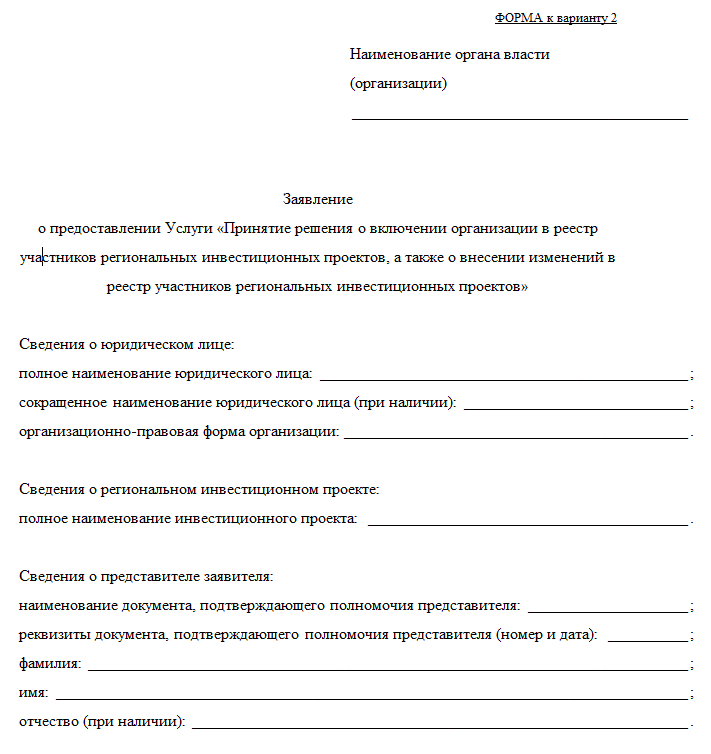 ФОРМА к варианту 2
Наименование органа власти
(организации)
Заявление
о предоставлении Услуги «Принятие решения о включении организации в реестр
участников региональных инвестиционных проектов, а также о внесении изменений в
реестр участников региональных инвестиционных проектов»
Сведения о юридическом лице:
полное наименование юридического лица: ;
сокращенное наименование юридического лица (при наличии): ;
организационно-правовая форма организации: .
Сведения о региональном инвестиционном проекте:
полное наименование инвестиционного проекта: .
Сведения о представителе заявителя:
наименование документа, подтверждающего полномочия представителя: ;
реквизиты документа, подтверждающего полномочия представителя (номер и дата): ;
фамилия: ;
имя: ;
отчество (при наличии): .